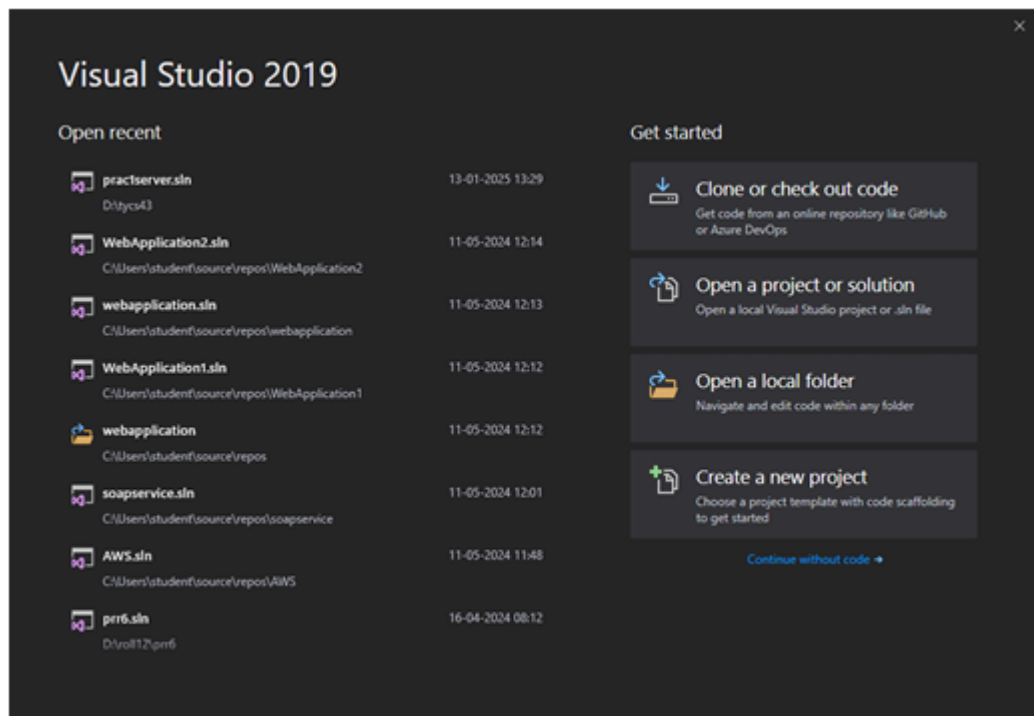 Visual Studio 2019
Open recent
prac1server.sln 13-01-2025 13:29
D:\tycs43
WebApplication2.sln 11-05-2024 12:14
C:\Users\student\source\repos\WebApplication2
webapplication.sln 11-05-2024 12:13
C:\Users\student\source\repos\webapplication
WebApplication1.sln 11-05-2024 12:12
C:\Users\student\source\repos\WebApplication1
webapplication 11-05-2024 12:12
C:\Users\student\source\repos
soapservice.sln 11-05-2024 12:01
C:\Users\student\source\repos\soapservice
AWS.sln 11-05-2024 11:48
C:\Users\student\source\repos\AWS
prr6.sln 16-04-2024 08:12
D:\roll12\prr6
Get started
Clone or check out code
Get code from an online repository like GitHub
or Azure DevOps
Open a project or solution
Open a local Visual Studio project or .sln file
Open a local folder
Navigate and edit code within any folder
Create a new project
Choose a project template with code scaffolding
to get started
Continue without code →